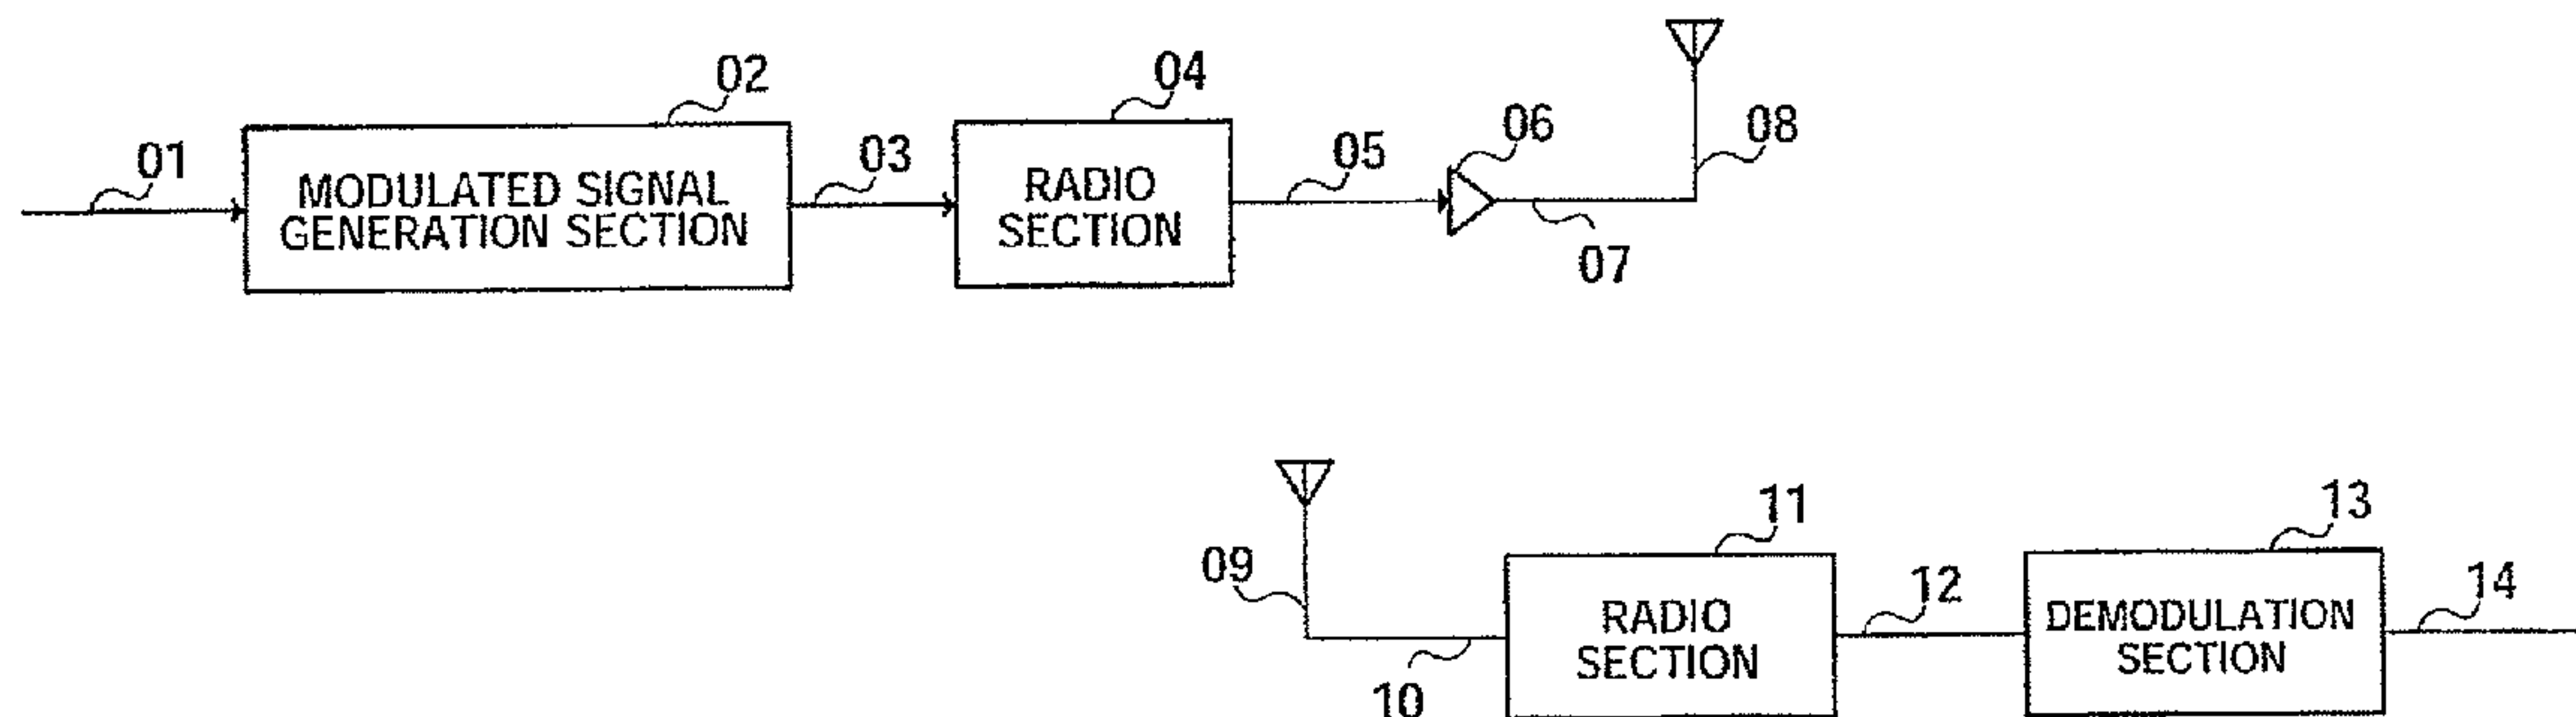 01
02
MODULATED SIGNAL
GENERATION SECTION
03
04
RADIO
SECTION
05
06
07
08
09
10
11
RADIO
SECTION
12
13
DEMODULATION
SECTION
14